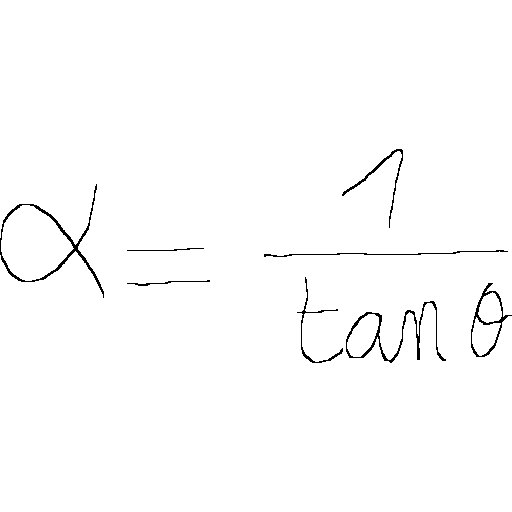 α = 1/tan θ